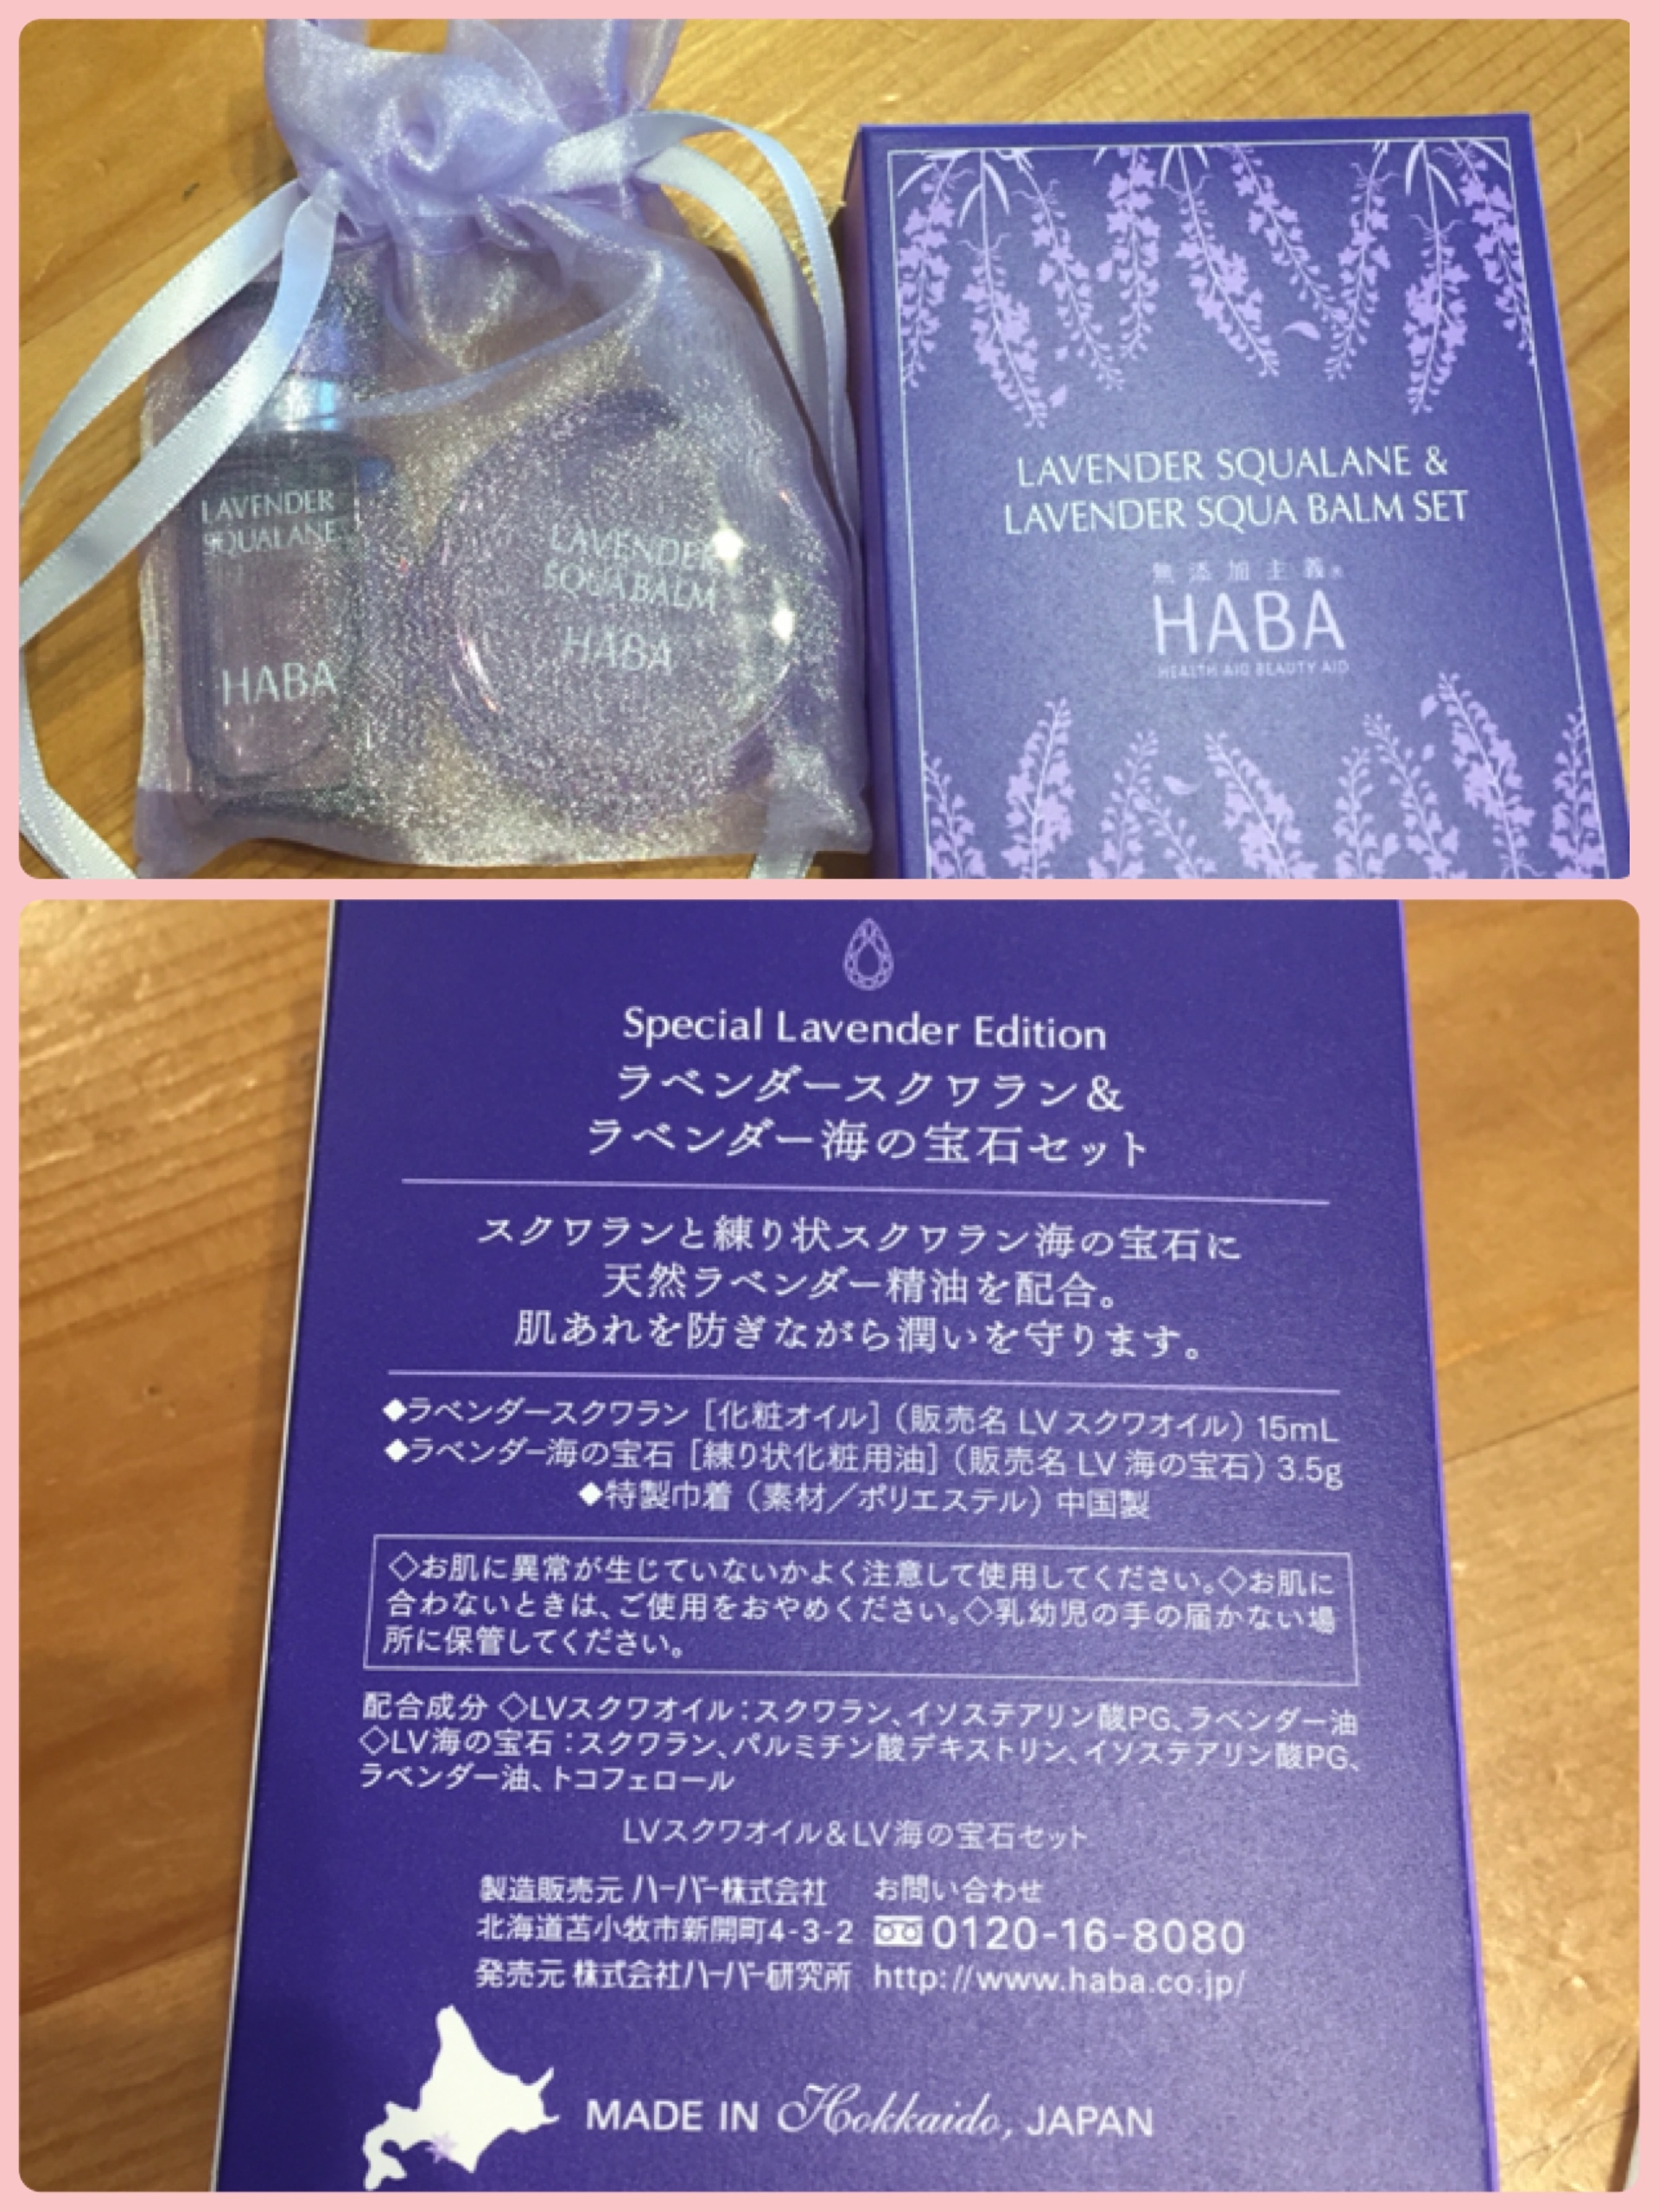 LAVENDER
SQUALANE
HABA
LAVENDER
SQUA BALM
HABA
LAVENDER SQUALANE &
LAVENDER SQUA BALM SET
無添加主義®
HABA
HEALTH AID BEAUTY AID
Special Lavender Edition
ラベンダースクワラン&
ラベンダー海の宝石セット
スクワランと練り状スクワラン海の宝石に
天然ラベンダー精油を配合。
肌あれを防ぎながら潤いを守ります。
◆ラベンダースクワラン［化粧オイル］（販売名 LV スクワオイル）15mL
◆ラベンダー海の宝石［練り状化粧用油］（販売名 LV 海の宝石）3.5g
◆特製巾着（素材／ポリエステル）中国製
◇お肌に異常が生じていないかよく注意して使用してください。◇お肌に
合わないときは、ご使用をおやめください。◇乳幼児の手の届かない場
所に保管してください。
配合成分 ◇LVスクワオイル：スクワラン、イソステアリン酸PG、ラベンダー油
◇LV海の宝石：スクワラン、パルミチン酸デキストリン、イソステアリン酸PG、
ラベンダー油、トコフェロール
LVスクワオイル&LV海の宝石セット
製造販売元 ハーバー株式会社 お問い合わせ
北海道苫小牧市新開町4-3-2 0120-16-8080
発売元 株式会社ハーバー研究所 http://www.haba.co.jp/
MADE IN Hokkaido, JAPAN